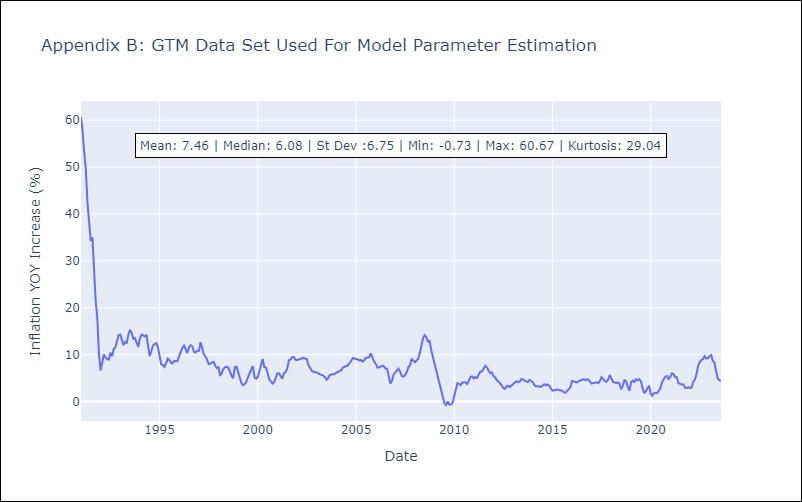 Appendix B: GTM Data Set Used For Model Parameter Estimation
Mean: 7.46 | Median: 6.08 | St Dev :6.75 | Min: -0.73 | Max: 60.67 | Kurtosis: 29.04
Inflation YOY Increase (%)
60
50
40
30
20
10
0
1995 2000 2005 2010 2015 2020
Date